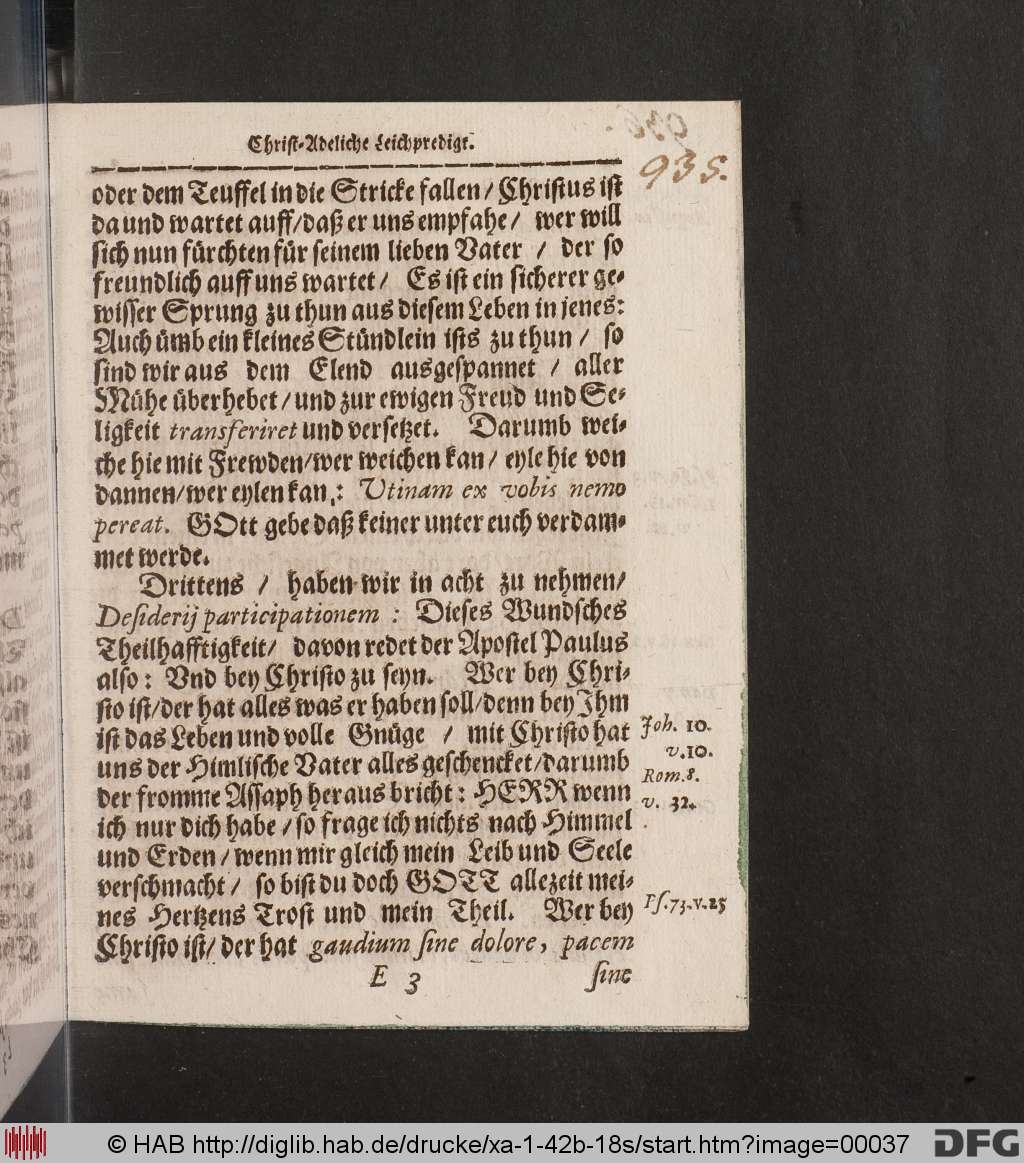 Christ-Adeliche Leichpredigt.
935.
oder dem Teuffel in die Stricke fallen / Christus ist
da und wartet auff / daß er uns empfahe / wer will
sich nun fürchten für seinem lieben Vater / der so
freundlich auff uns wartet / Es ist ein sicherer ge-
wisser Sprung zu thun aus diesem Leben in jenes:
Auch ümb ein kleines Stündlein ists zu thun / so
sind wir aus dem Elend ausgespannet / aller
Mühe überhebet / und zur ewigen Freud und Se-
ligkeit transferiret und versetzet. Darumb wei-
che hie mit Frewden / wer weichen kan / eyle hie von
dannen / wer eylen kan: Utinam ex vobis nemo
pereat. GOtt gebe daß keiner unter euch verdam-
met werde.
Drittens / haben wir in acht zu nehmen /
Desiderij participationem : Dieses Wundsches
Theilhafftigkeit / davon redet der Apostel Paulus
also: Vnd bey Christo zu seyn. Wer bey Chri-
sto ist / der hat alles was er haben soll / denn bey Ihm
ist das Leben und volle Gnüge / mit Christo hat
Joh. 10.
v.10.
uns der Himlische Vater alles geschencket / darumb
Rom.8.
der fromme Assaph heraus bricht: HERR wenn
v. 32.
ich nur dich habe / so frage ich nichts nach Himmel
und Erden / wenn mir gleich mein Leib und Seele
verschmacht / so bist du doch GOTT allezeit mei-
nes Hertzens Trost und mein Theil. Wer bey
Ps.73.v.25
Christo ist / der hat gaudium sine dolore, pacem
E 3 sine
© HAB http://diglib.hab.de/drucke/xa-1-42b-18s/start.htm?image=00037
DFG